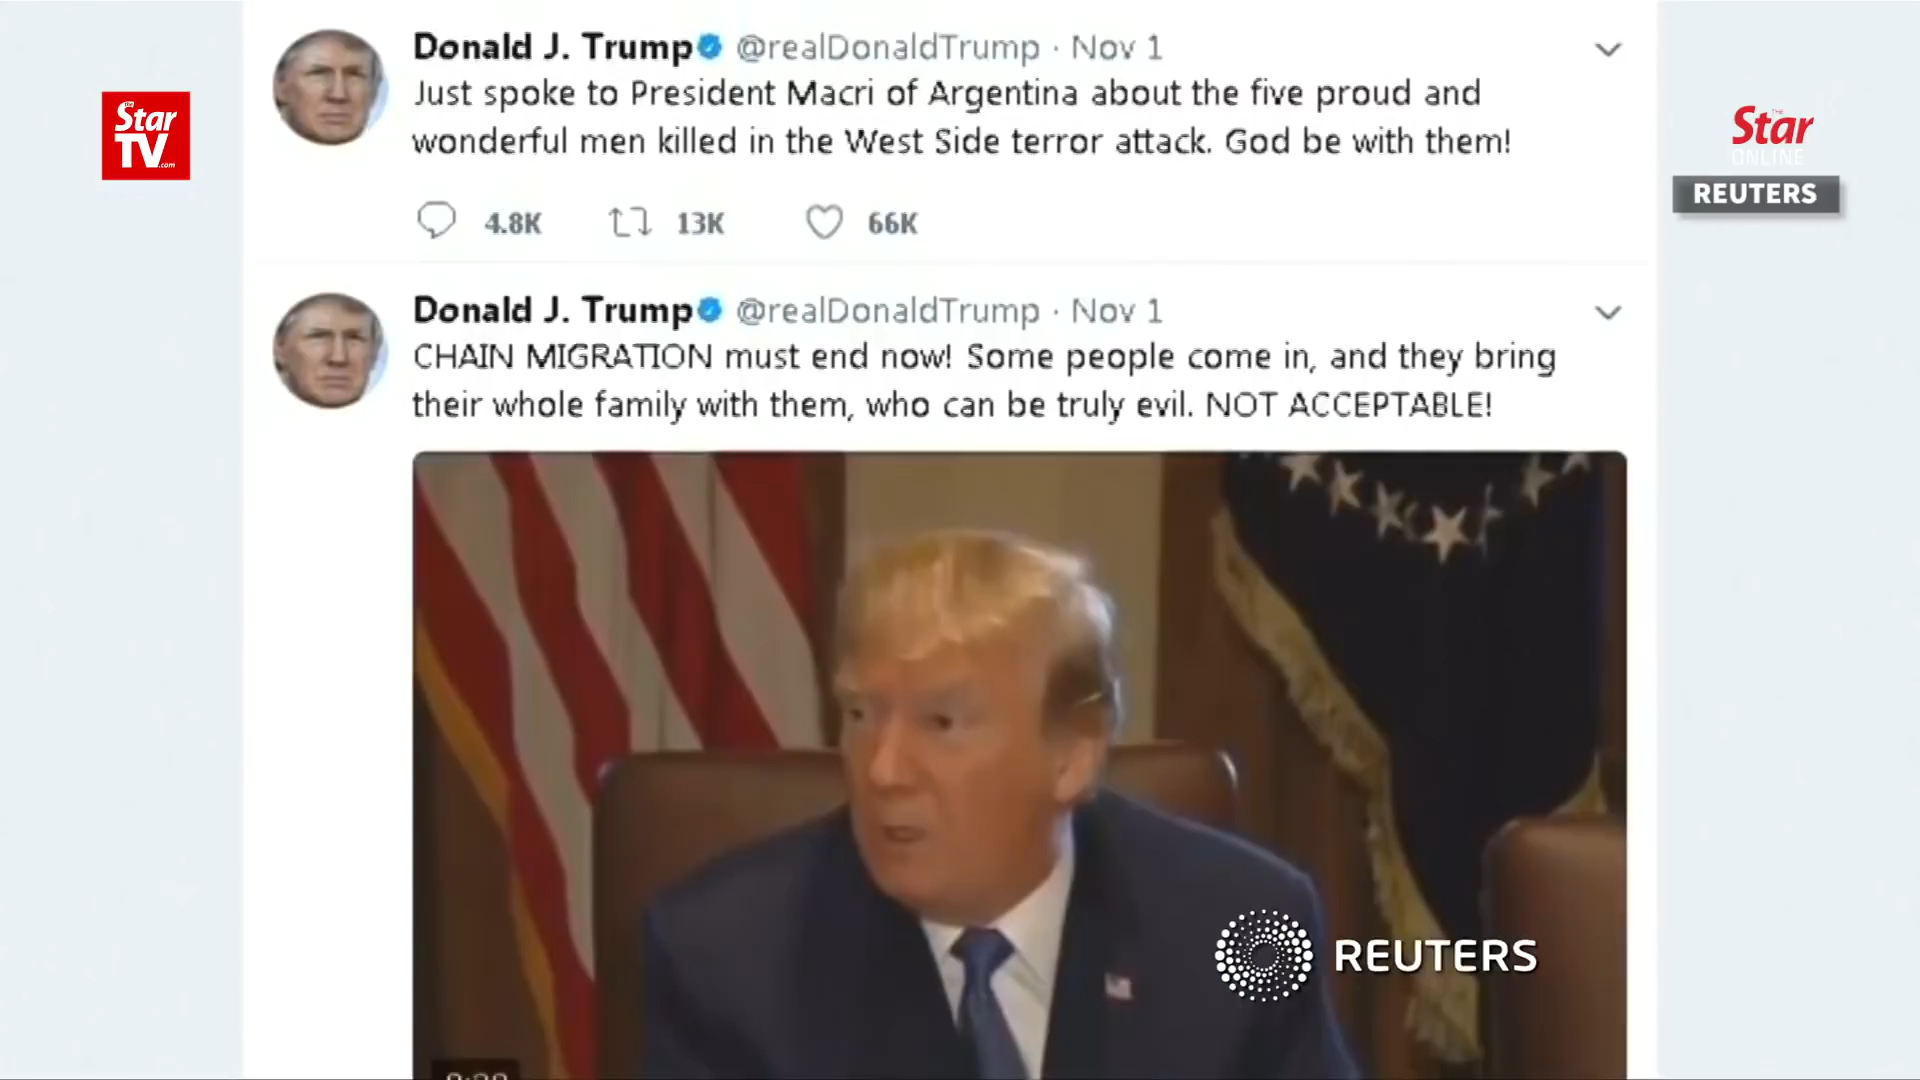 Donald J. Trump @realDonaldTrump · Nov 1
Just spoke to President Macri of Argentina about the five proud and
wonderful men killed in the West Side terror attack. God be with them!
4.8K 13K 66K
Donald J. Trump @realDonaldTrump · Nov 1
CHAIN MIGRATION must end now! Some people come in, and they bring
their whole family with them, who can be truly evil. NOT ACCEPTABLE!
The
Star
TV.com
The
Star
ONLINE
REUTERS
REUTERS